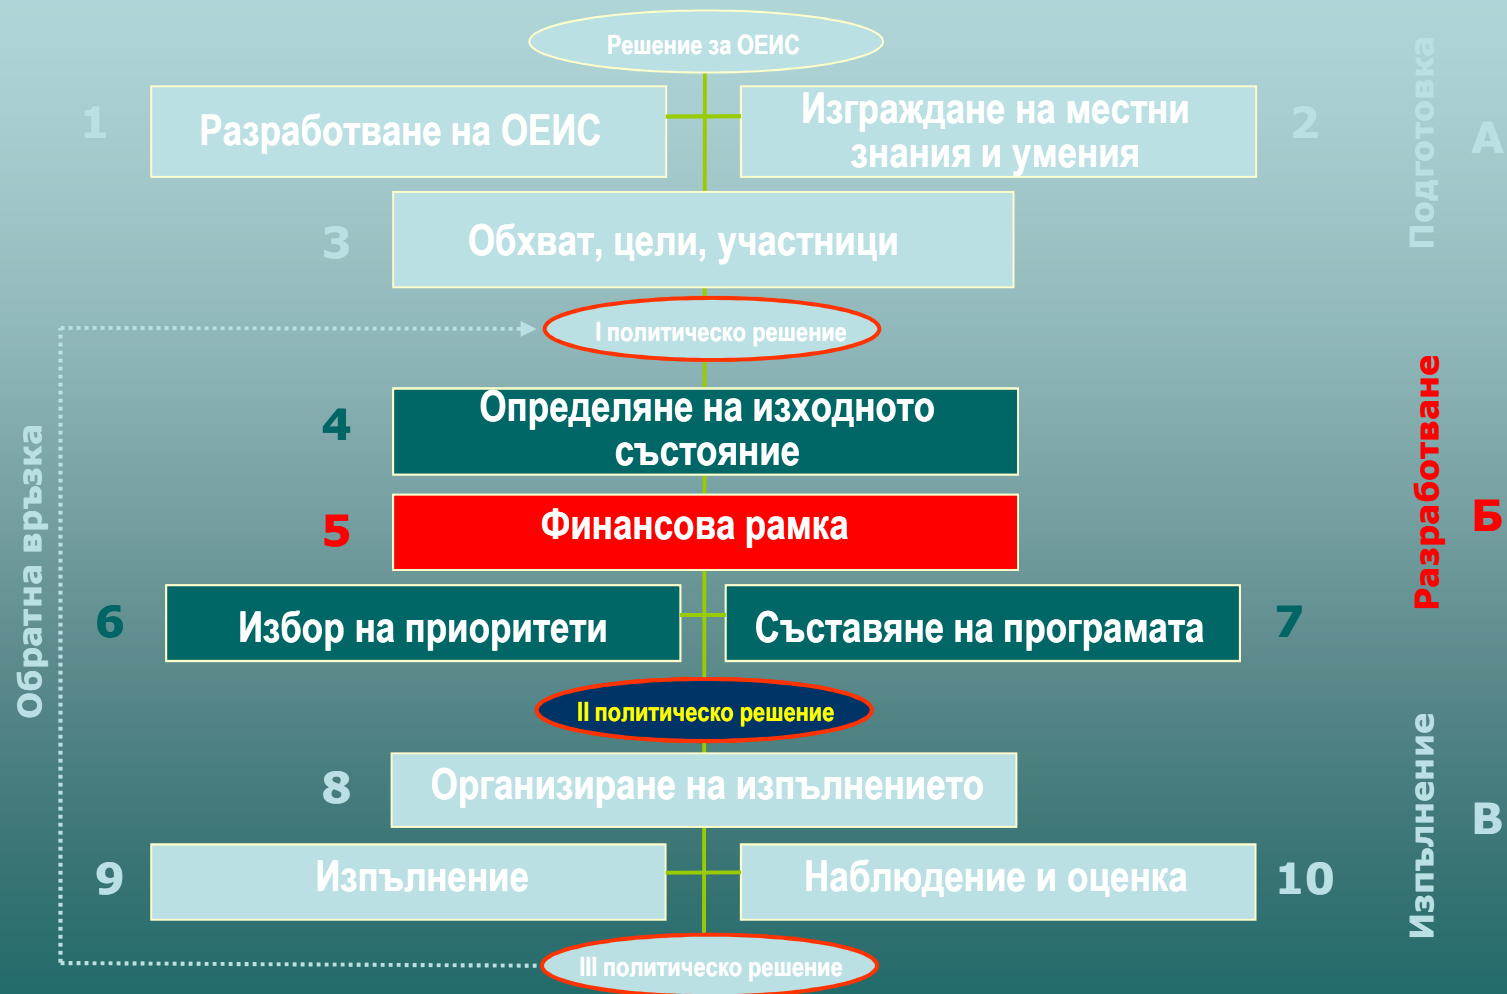 Решение за ОЕИС
1
Разработване на ОЕИС
Изграждане на местни
знания и умения
2
Подготовка
А
3
Обхват, цели, участници
I политическо решение
4
Определяне на изходното
състояние
Обратна връзка
5
Финансова рамка
Разработване
Б
6
Избор на приоритети
Съставяне на програмата
7
II политическо решение
8
Организиране на изпълнението
Изпълнение
В
9
Изпълнение
Наблюдение и оценка
10
III политическо решение